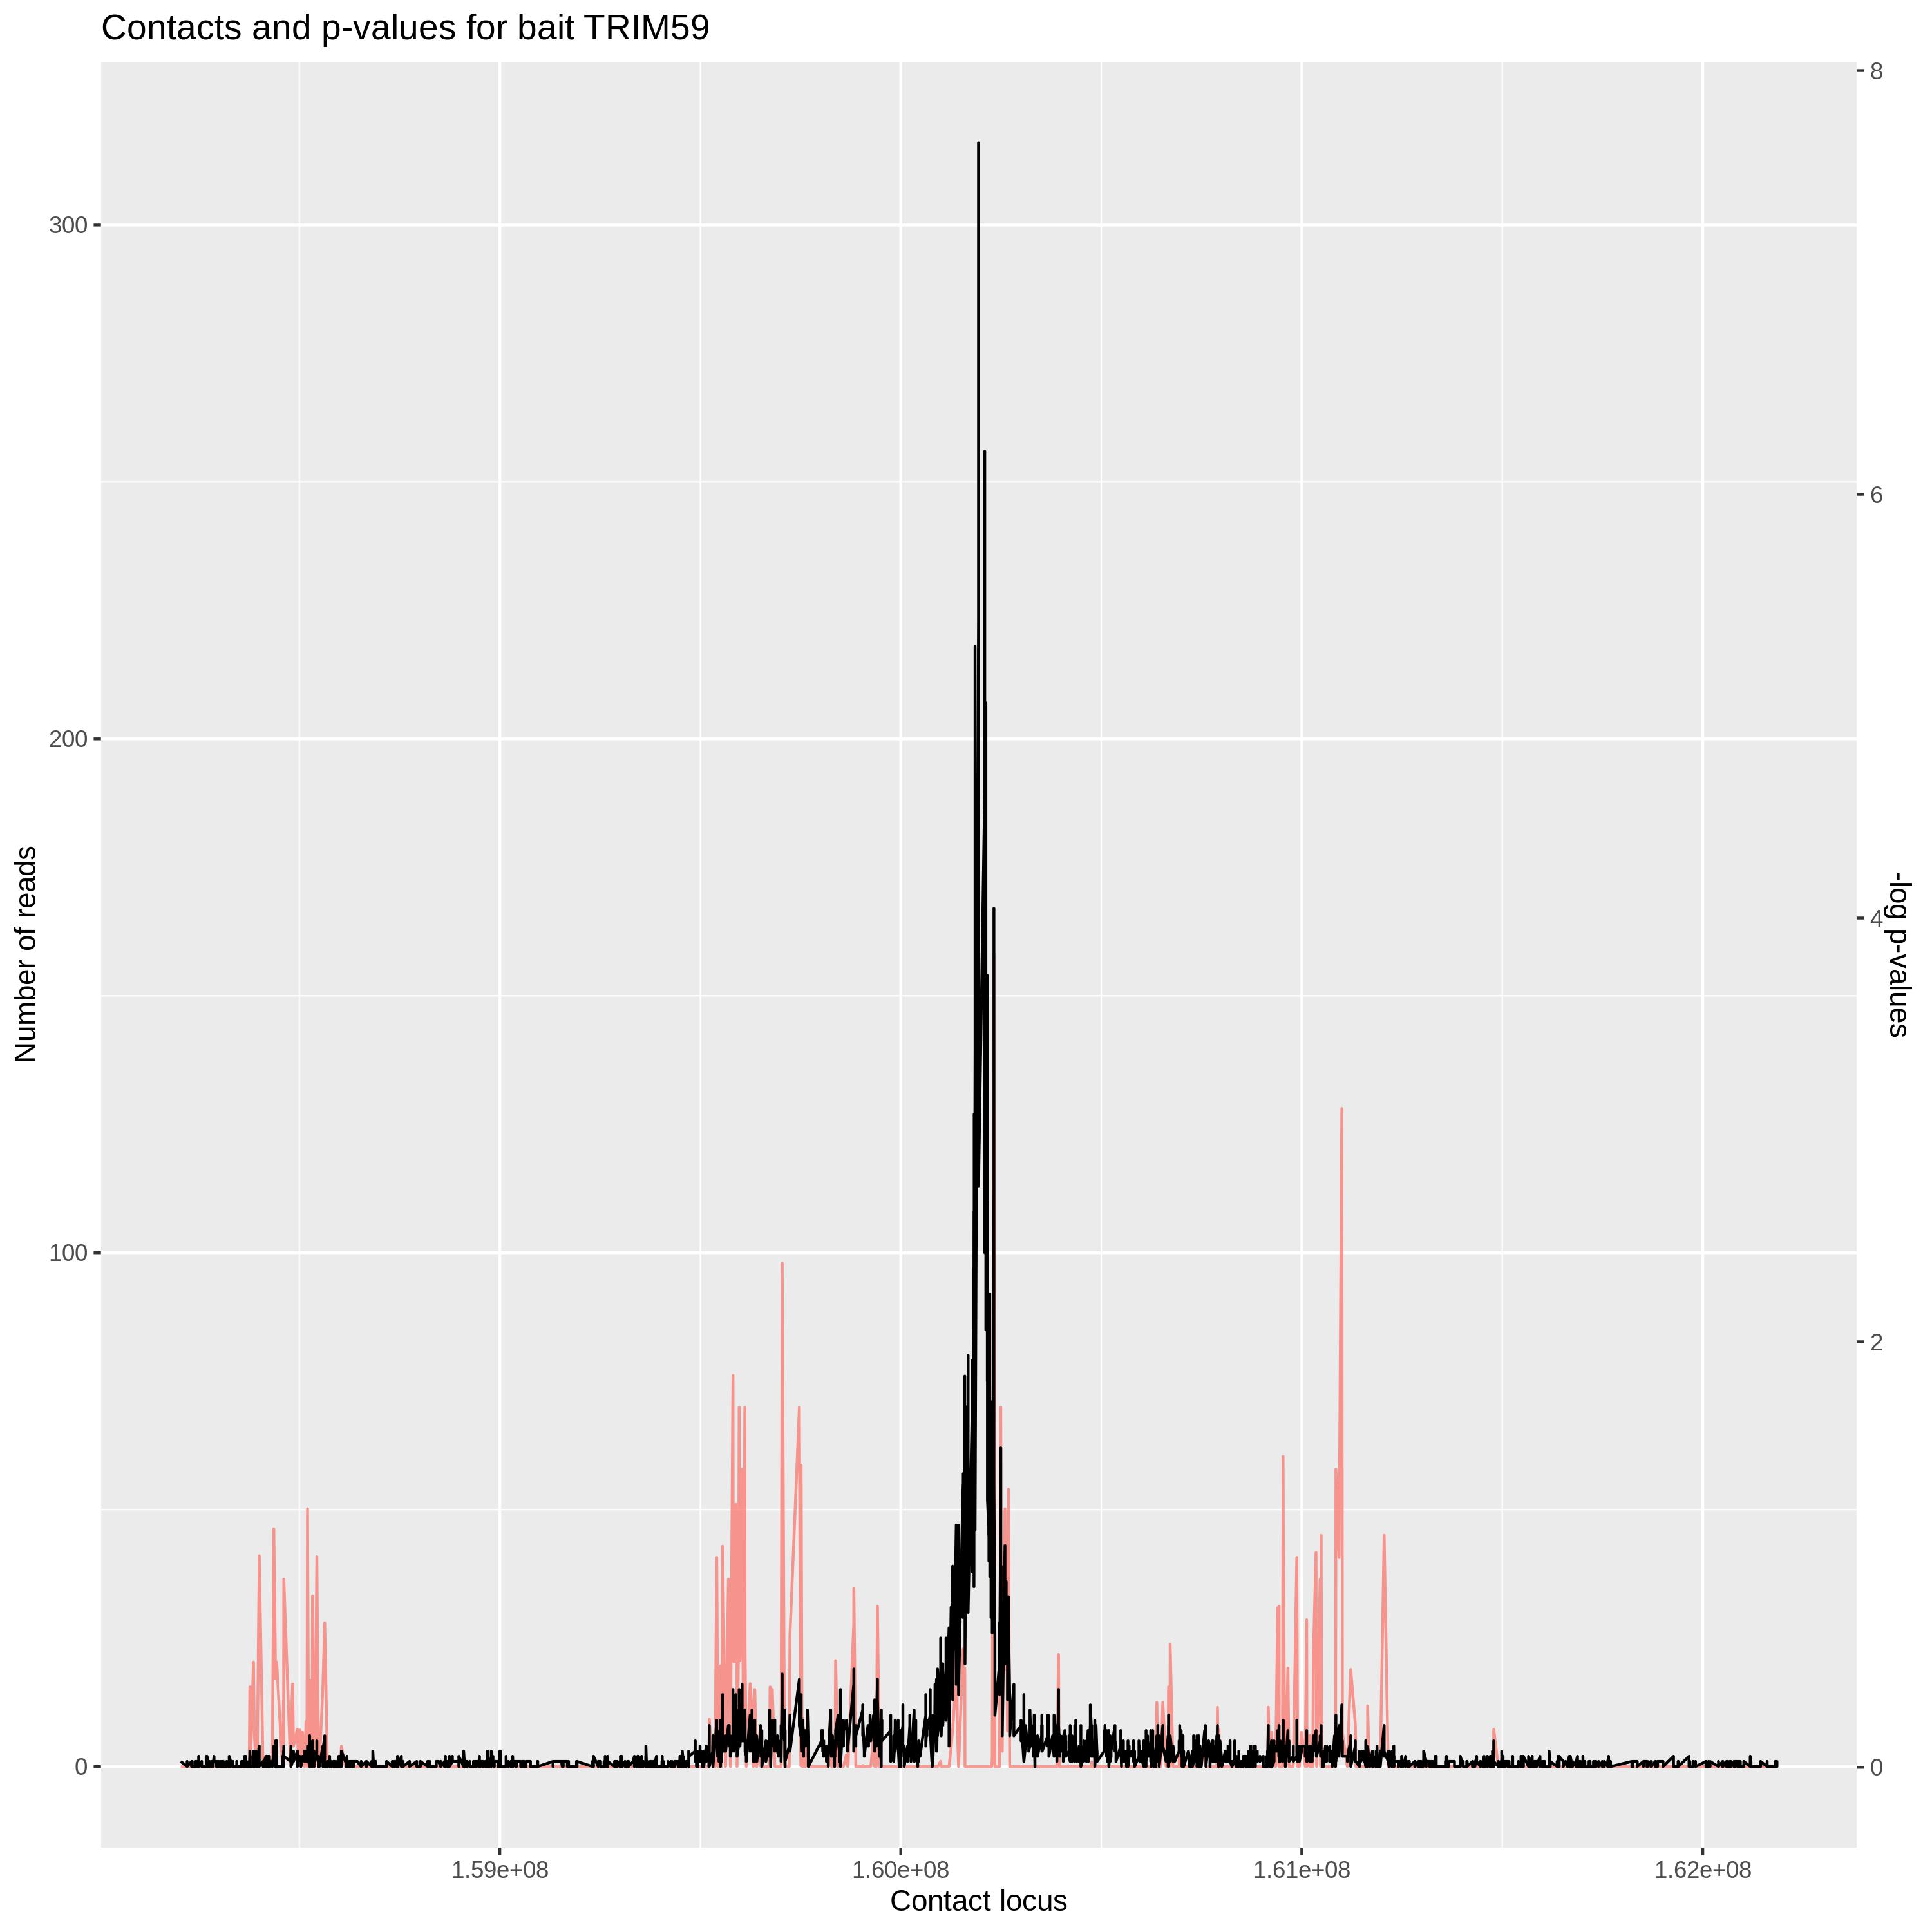 Contacts and p-values for bait TRIM59
Number of reads
300
200
100
0
8
6
4
2
0
-log p-values
1.59e+08
1.60e+08
1.61e+08
1.62e+08
Contact locus